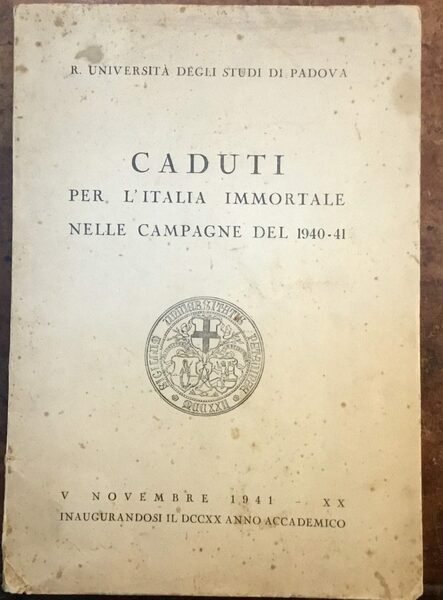 R. UNIVERSITÀ DEGLI STUDI DI PADOVA
CADUTI
PER L'ITALIA IMMORTALE
NELLE CAMPAGNE DEL 1940-41
V NOVEMBRE 1941 - XX
INAUGURANDOSI IL DCCXX ANNO ACCADEMICO